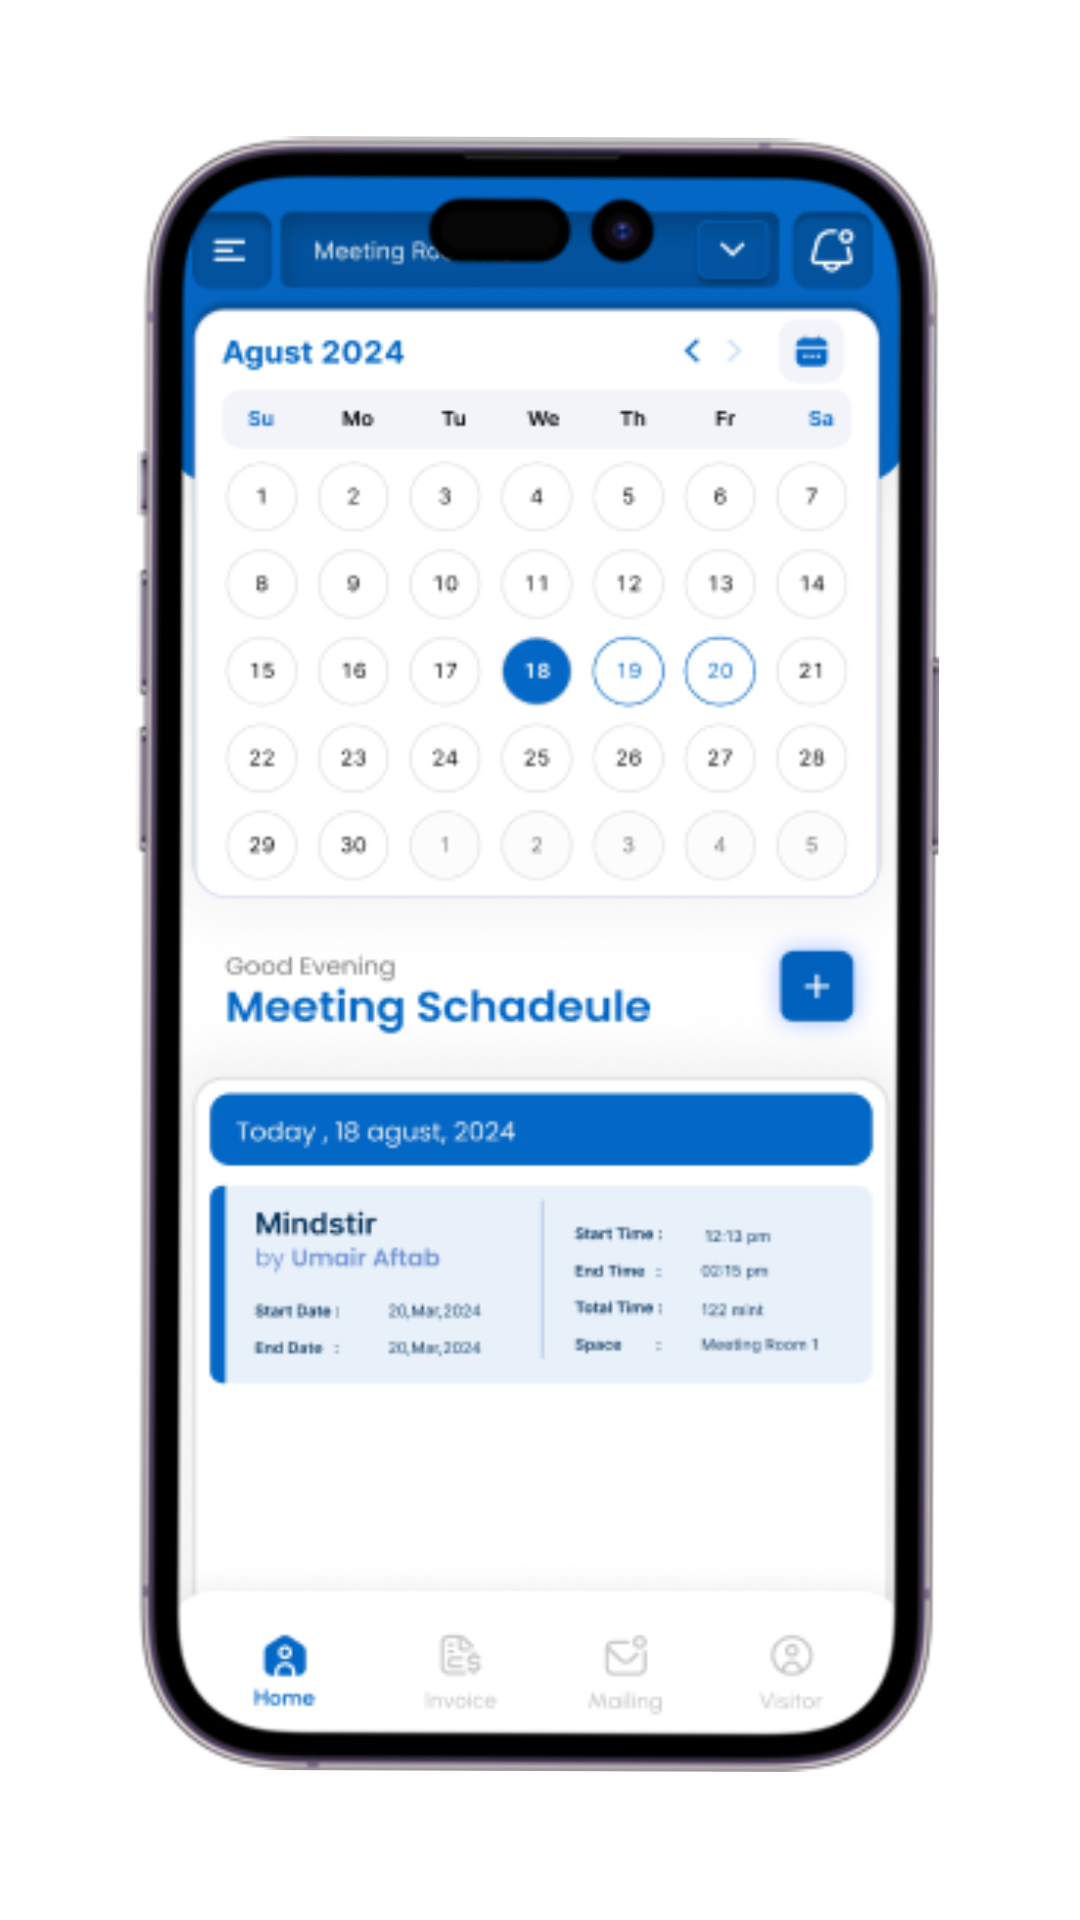 Meeting Ro
Agust 2024
Su Mo Tu We Th Fr Sa
1 2 3 4 5 6 7
8 9 10 11 12 13 14
15 16 17 18 19 20 21
22 23 24 25 26 27 28
29 30 1 2 3 4 5
Good Evening
Meeting Schadeule
+
Today , 18 agust, 2024
Mindstir
by Umair Aftab
Start Date : 20,Mar,2024
End Date : 20,Mar,2024
Start Time : 12:13 pm
End Time : 02:15 pm
Total Time : 122 mint
Space : Meeting Room 1
Home Invoice Mailing Visitor